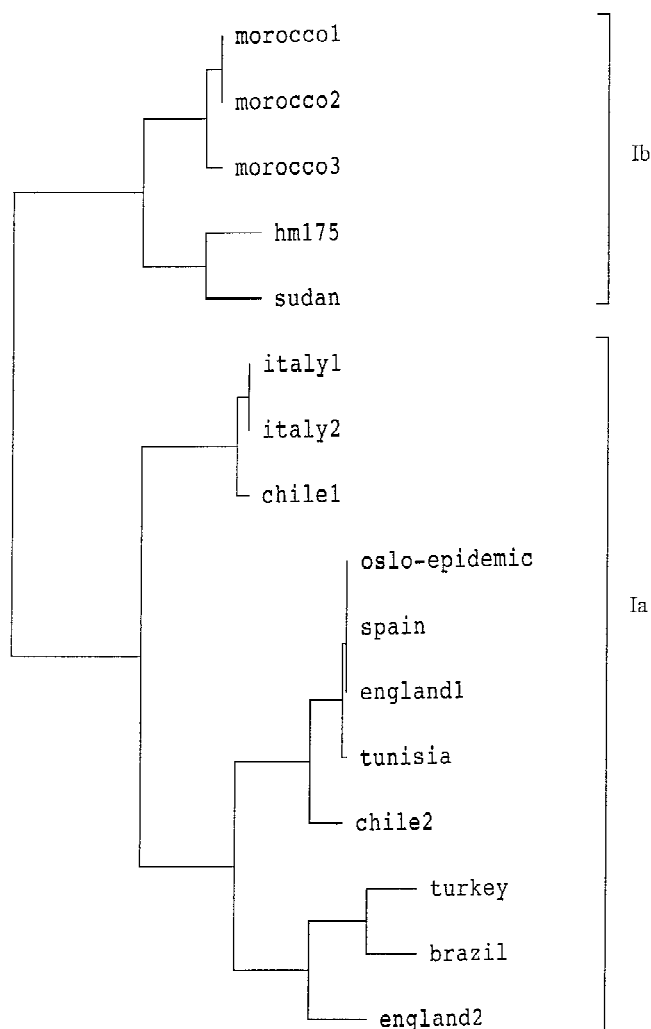 morocco1
morocco2
morocco3
Ib
hm175
sudan
italy1
italy2
chile1
oslo-epidemic
Ia
spain
england1
tunisia
chile2
turkey
brazil
england2